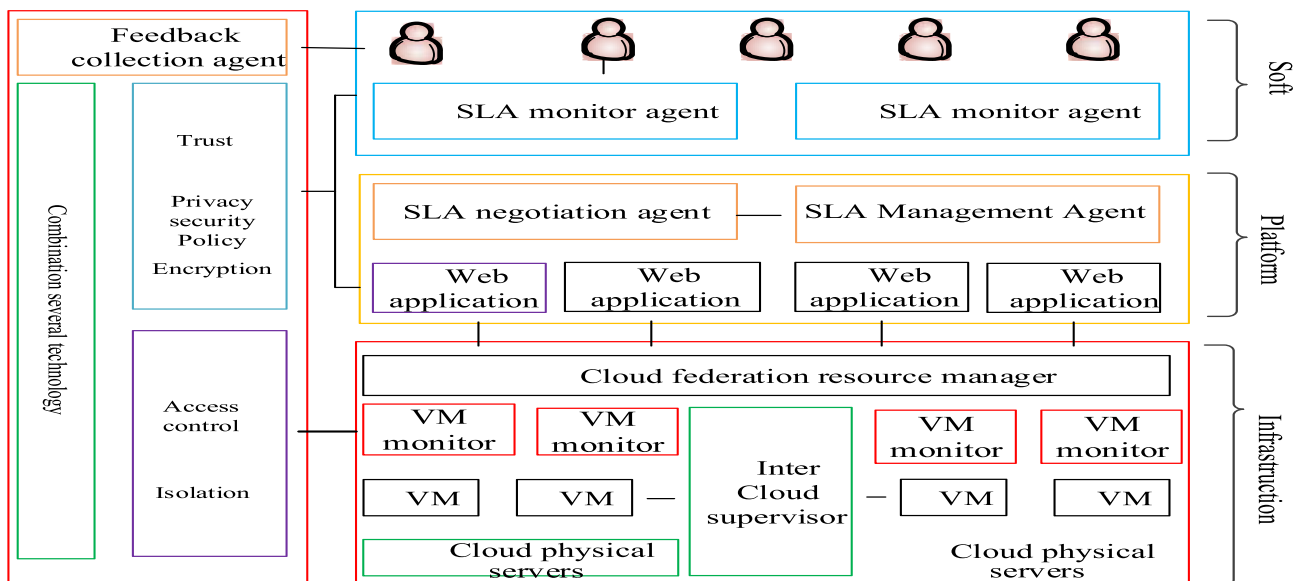 Feedback
collection agent
Trust
Privacy
security
Policy
Encryption
Combination several technology
Access
control
Isolation
SLA monitor agent
SLA monitor agent
Soft
SLA negotiation agent
SLA Management Agent
Web
application
Web
application
Web
application
Web
application
Platform
Cloud federation resource manager
VM
monitor
VM
monitor
VM
monitor
VM
monitor
Inter
Cloud
supervisor
VM
VM
VM
VM
Cloud physical
servers
Cloud physical
servers
Infrastruction